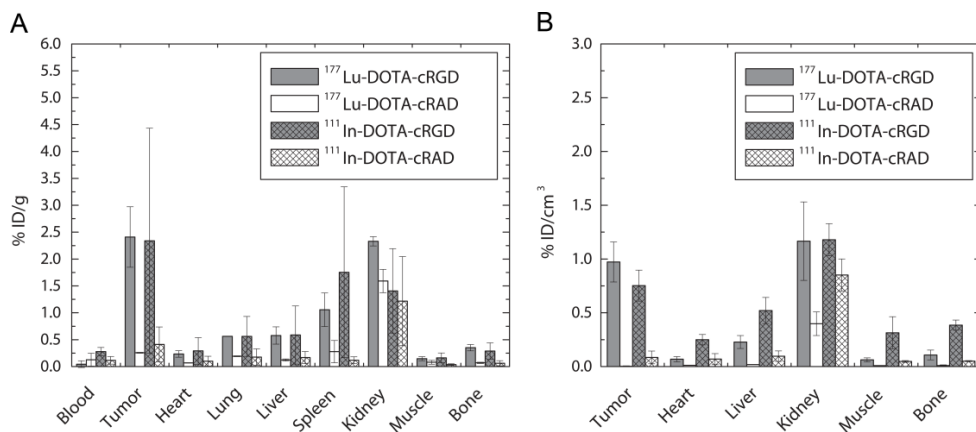 A
% ID/g
6.0
5.5
5.0
4.5
4.0
3.5
3.0
2.5
2.0
1.5
1.0
0.5
0.0
¹⁷⁷Lu-DOTA-cRGD
¹⁷⁷Lu-DOTA-cRAD
¹¹¹In-DOTA-cRGD
¹¹¹In-DOTA-cRAD
Blood
Tumor
Heart
Lung
Liver
Spleen
Kidney
Muscle
Bone
B
% ID/cm³
3.0
2.5
2.0
1.5
1.0
0.5
0.0
¹⁷⁷Lu-DOTA-cRGD
¹⁷⁷Lu-DOTA-cRAD
¹¹¹In-DOTA-cRGD
¹¹¹In-DOTA-cRAD
Tumor
Heart
Liver
Kidney
Muscle
Bone